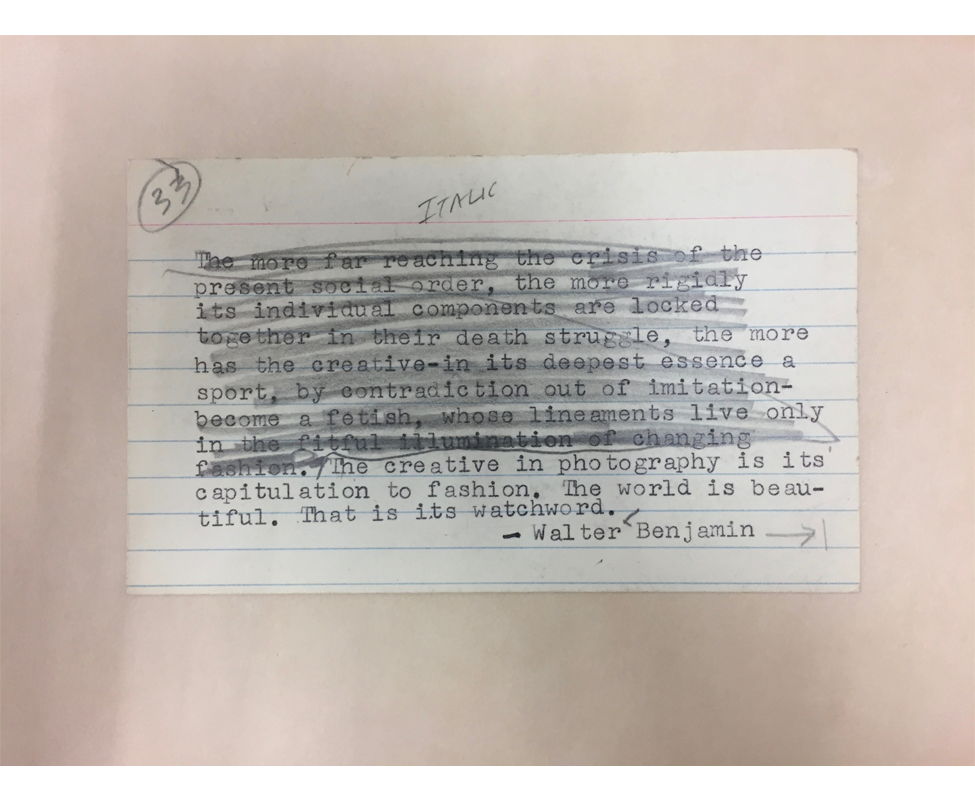 33
ITALIC
The more far reaching the crisis of the
present social order, the more rigidly
its individual components are locked
together in their death struggle, the more
has the creative-in its deepest essence a
sport, by contradiction out of imitation-
become a fetish, whose lineaments live only
in the fitful illumination of changing
fashion. The creative in photography is its
capitulation to fashion. The world is beau-
tiful. That is its watchword.
- Walter Benjamin